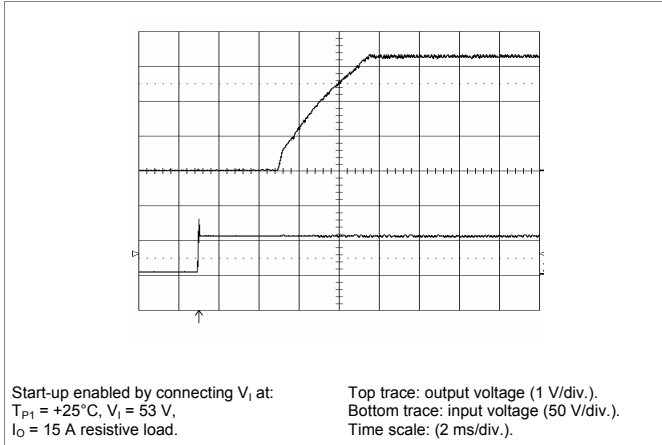 Start-up enabled by connecting VI at:
TP1 = +25°C, VI = 53 V,
IO = 15 A resistive load.
Top trace: output voltage (1 V/div.).
Bottom trace: input voltage (50 V/div.).
Time scale: (2 ms/div.).